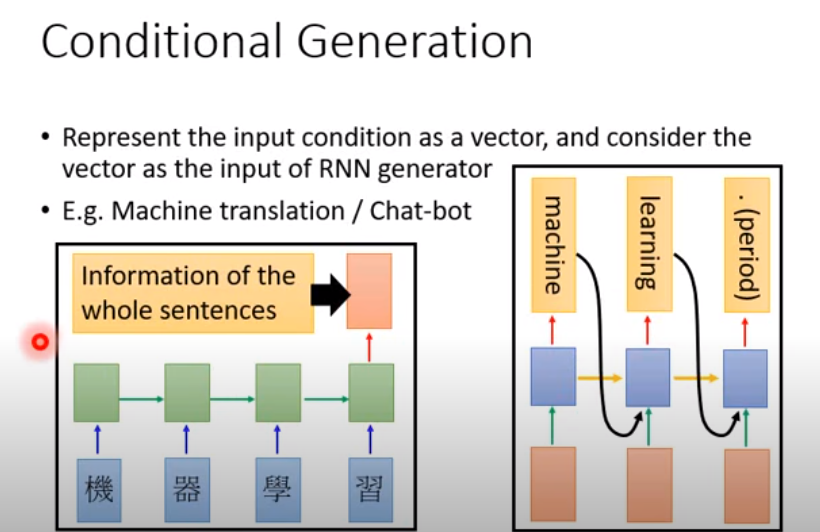 Conditional Generation
• Represent the input condition as a vector, and consider the
vector as the input of RNN generator
• E.g. Machine translation / Chat-bot
Information of the
whole sentences
機 器 學 習
machine
learning
. (period)